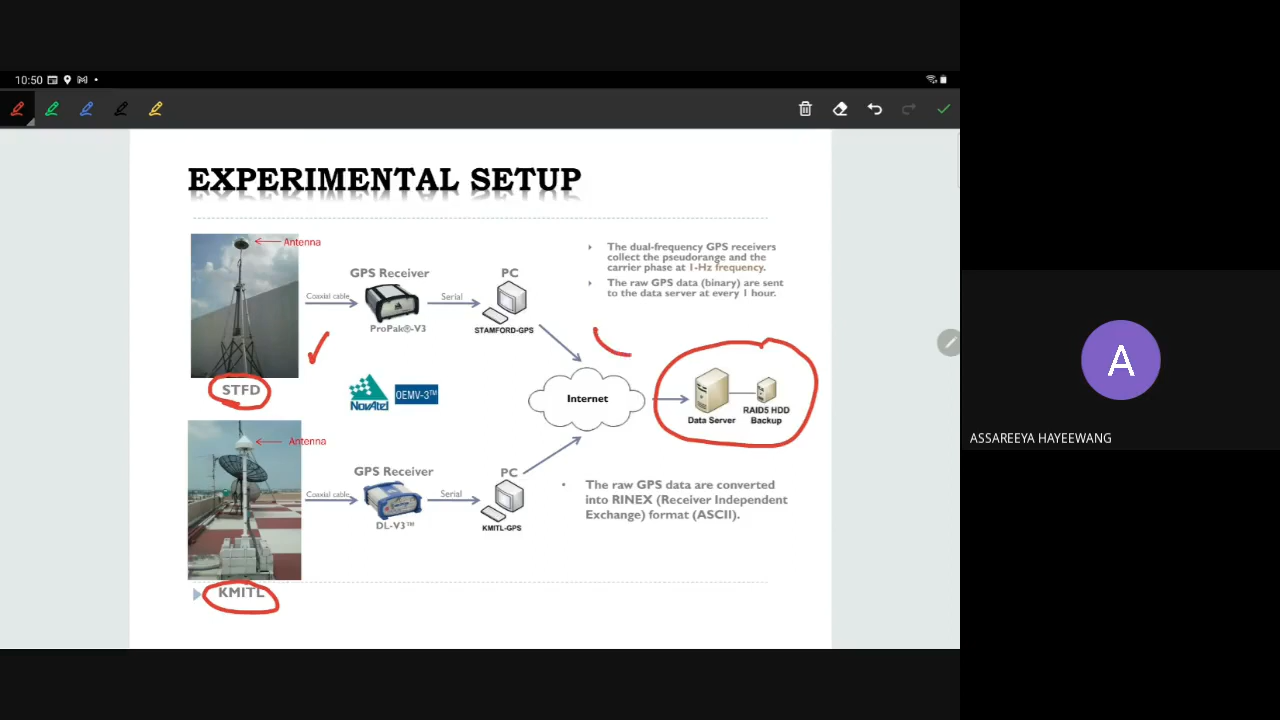 10:50
EXPERIMENTAL SETUP
Antenna
GPS Receiver
PC
Coaxial cable
Serial
ProPak®-V3
STAMFORD-GPS
The dual-frequency GPS receivers
collect the pseudorange and the
carrier phase at 1-Hz frequency.
The raw GPS data (binary) are sent
to the data server at every 1 hour.
STFD
NovAtel
OEMV-3™
Internet
Data Server
RAID5 HDD
Backup
Antenna
GPS Receiver
PC
Coaxial cable
Serial
DL-V3™
KMITL-GPS
The raw GPS data are converted
into RINEX (Receiver Independent
Exchange) format (ASCII).
KMITL
A
ASSAREEYA HAYEEWANG